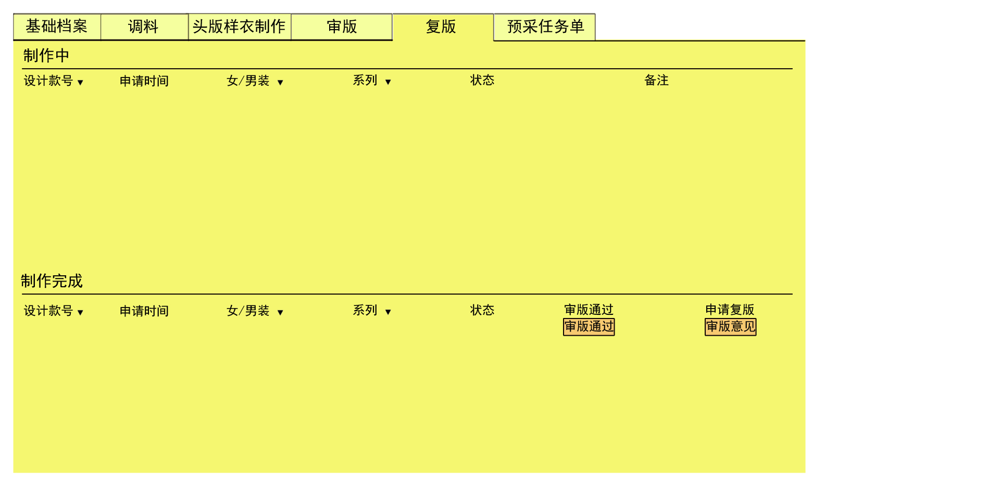 基础档案 调料 头版样衣制作 审版 复版 预采任务单
制作中
设计款号 ▼ 申请时间 女/男装 ▼ 系列 ▼ 状态 备注
制作完成
设计款号 ▼ 申请时间 女/男装 ▼ 系列 ▼ 状态 审版通过 申请复版
审版通过 审版意见